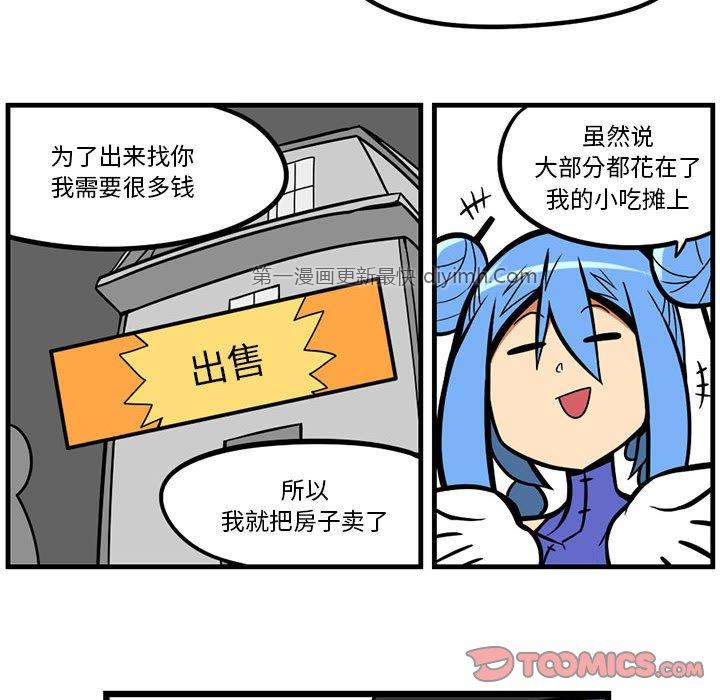 为了出来找你
我需要很多钱
虽然说
大部分都花在了
我的小吃摊上
第一漫画更新最快 diyimh.Com
出售
所以
我就把房子卖了
TOOMICS.COM